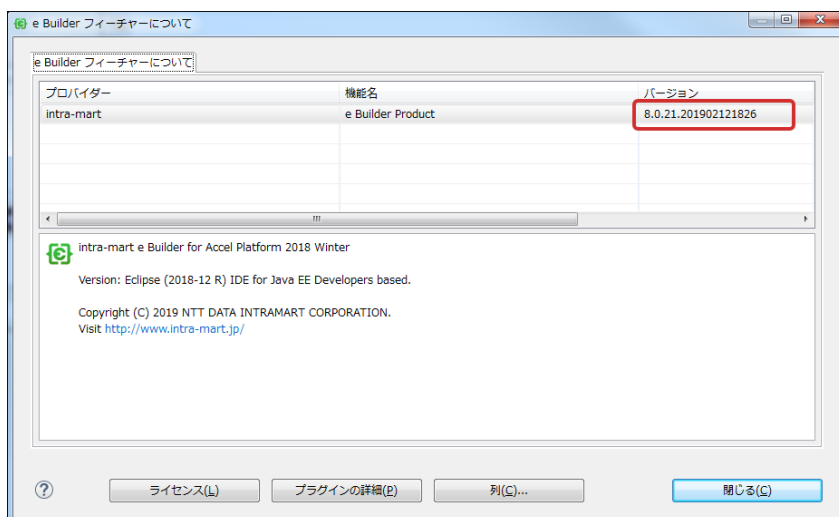 e Builder フィーチャーについて
e Builder フィーチャーについて
プロバイダー 機能名 バージョン
intra-mart e Builder Product 8.0.21.201902121826
intra-mart e Builder for Accel Platform 2018 Winter
Version: Eclipse (2018-12 R) IDE for Java EE Developers based.
Copyright (C) 2019 NTT DATA INTRAMART CORPORATION.
Visit http://www.intra-mart.jp/
? ライセンス(L) プラグインの詳細(P) 列(C)... 閉じる(C)